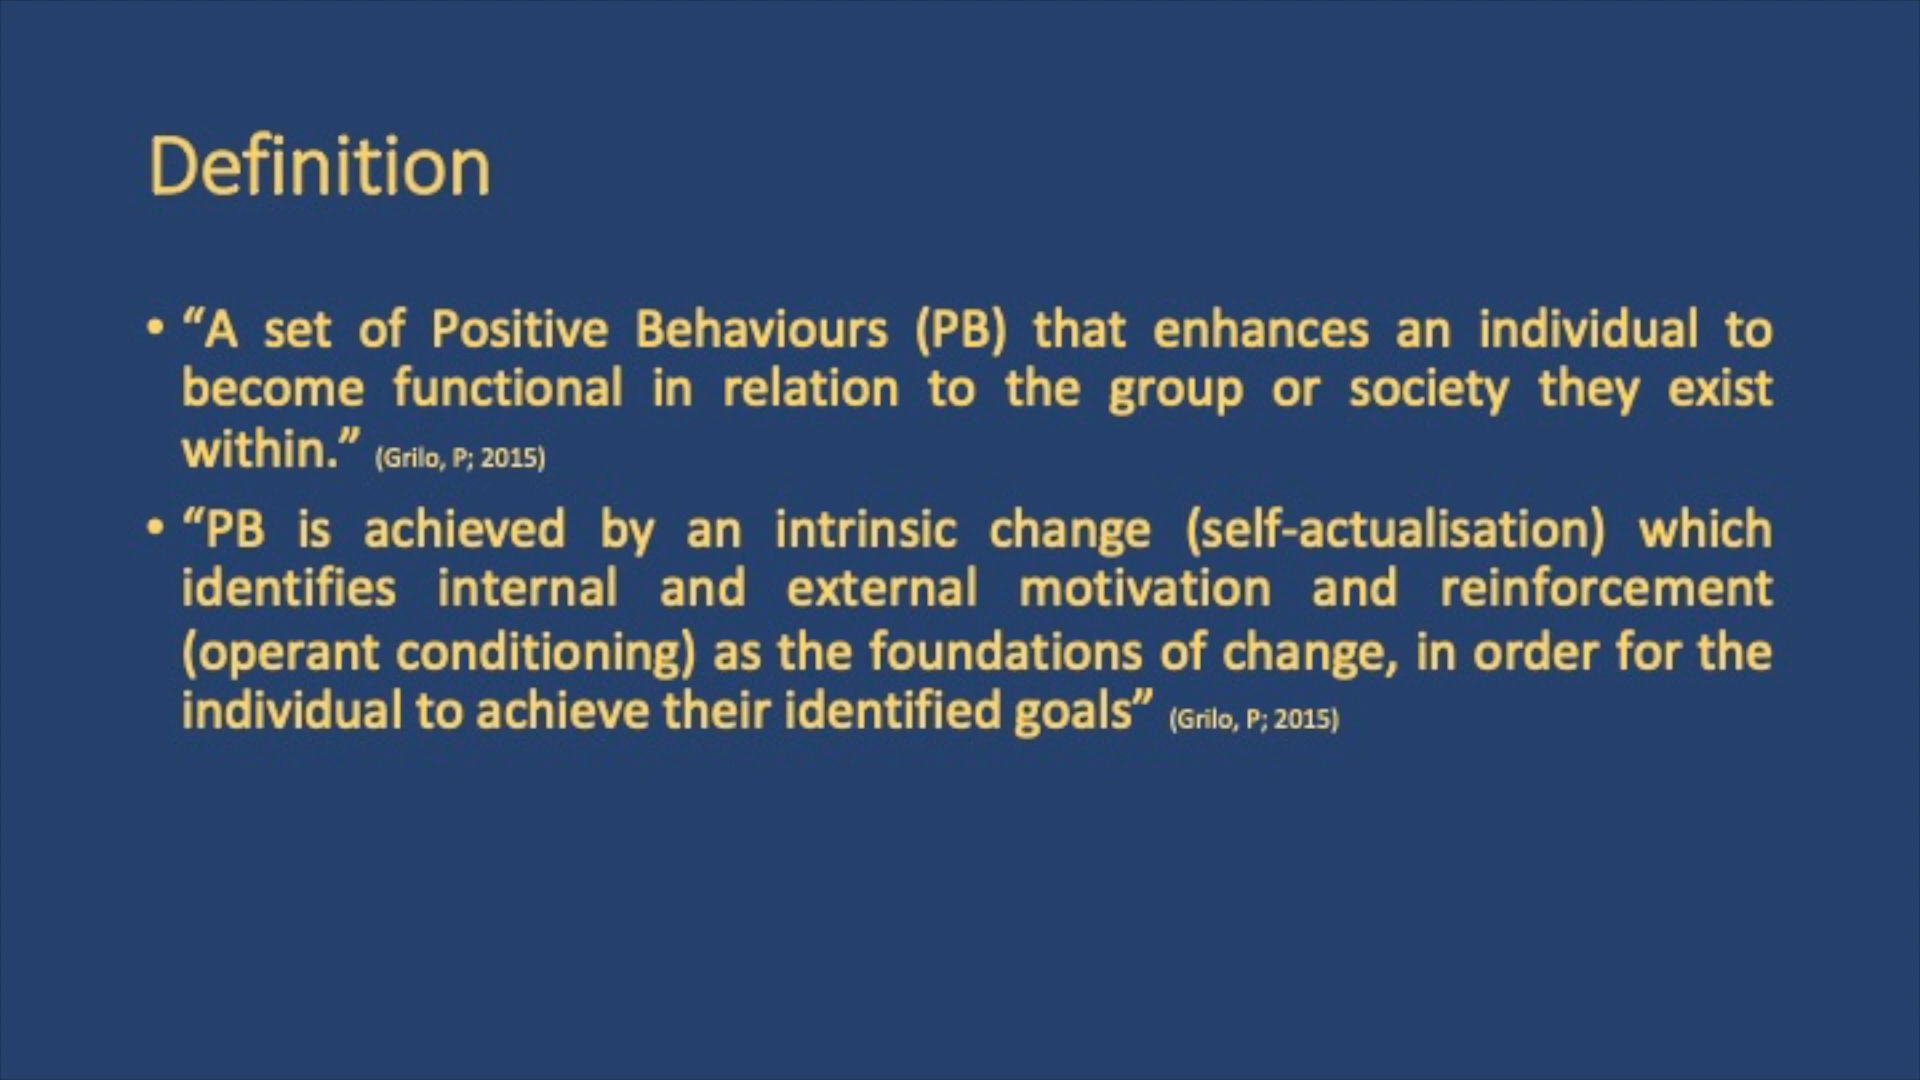 Definition
• “A set of Positive Behaviours (PB) that enhances an individual to
become functional in relation to the group or society they exist
within.” (Grilo, P; 2015)
• “PB is achieved by an intrinsic change (self-actualisation) which
identifies internal and external motivation and reinforcement
(operant conditioning) as the foundations of change, in order for the
individual to achieve their identified goals” (Grilo, P; 2015)